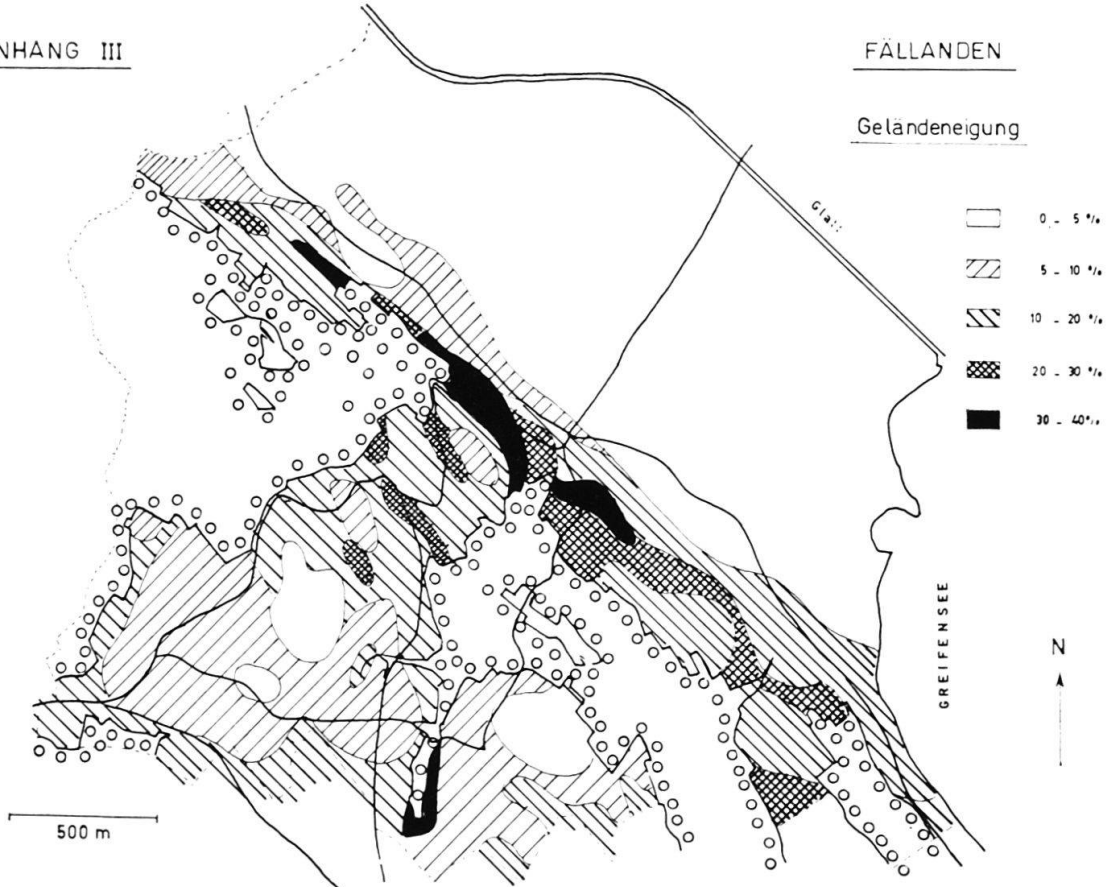 NHANG III
FÄLLANDEN
Geländeneigung
Glatt
0 - 5 %
5 - 10 %
10 - 20 %
20 - 30 %
30 - 40 %
GREIFENSEE
N
500 m